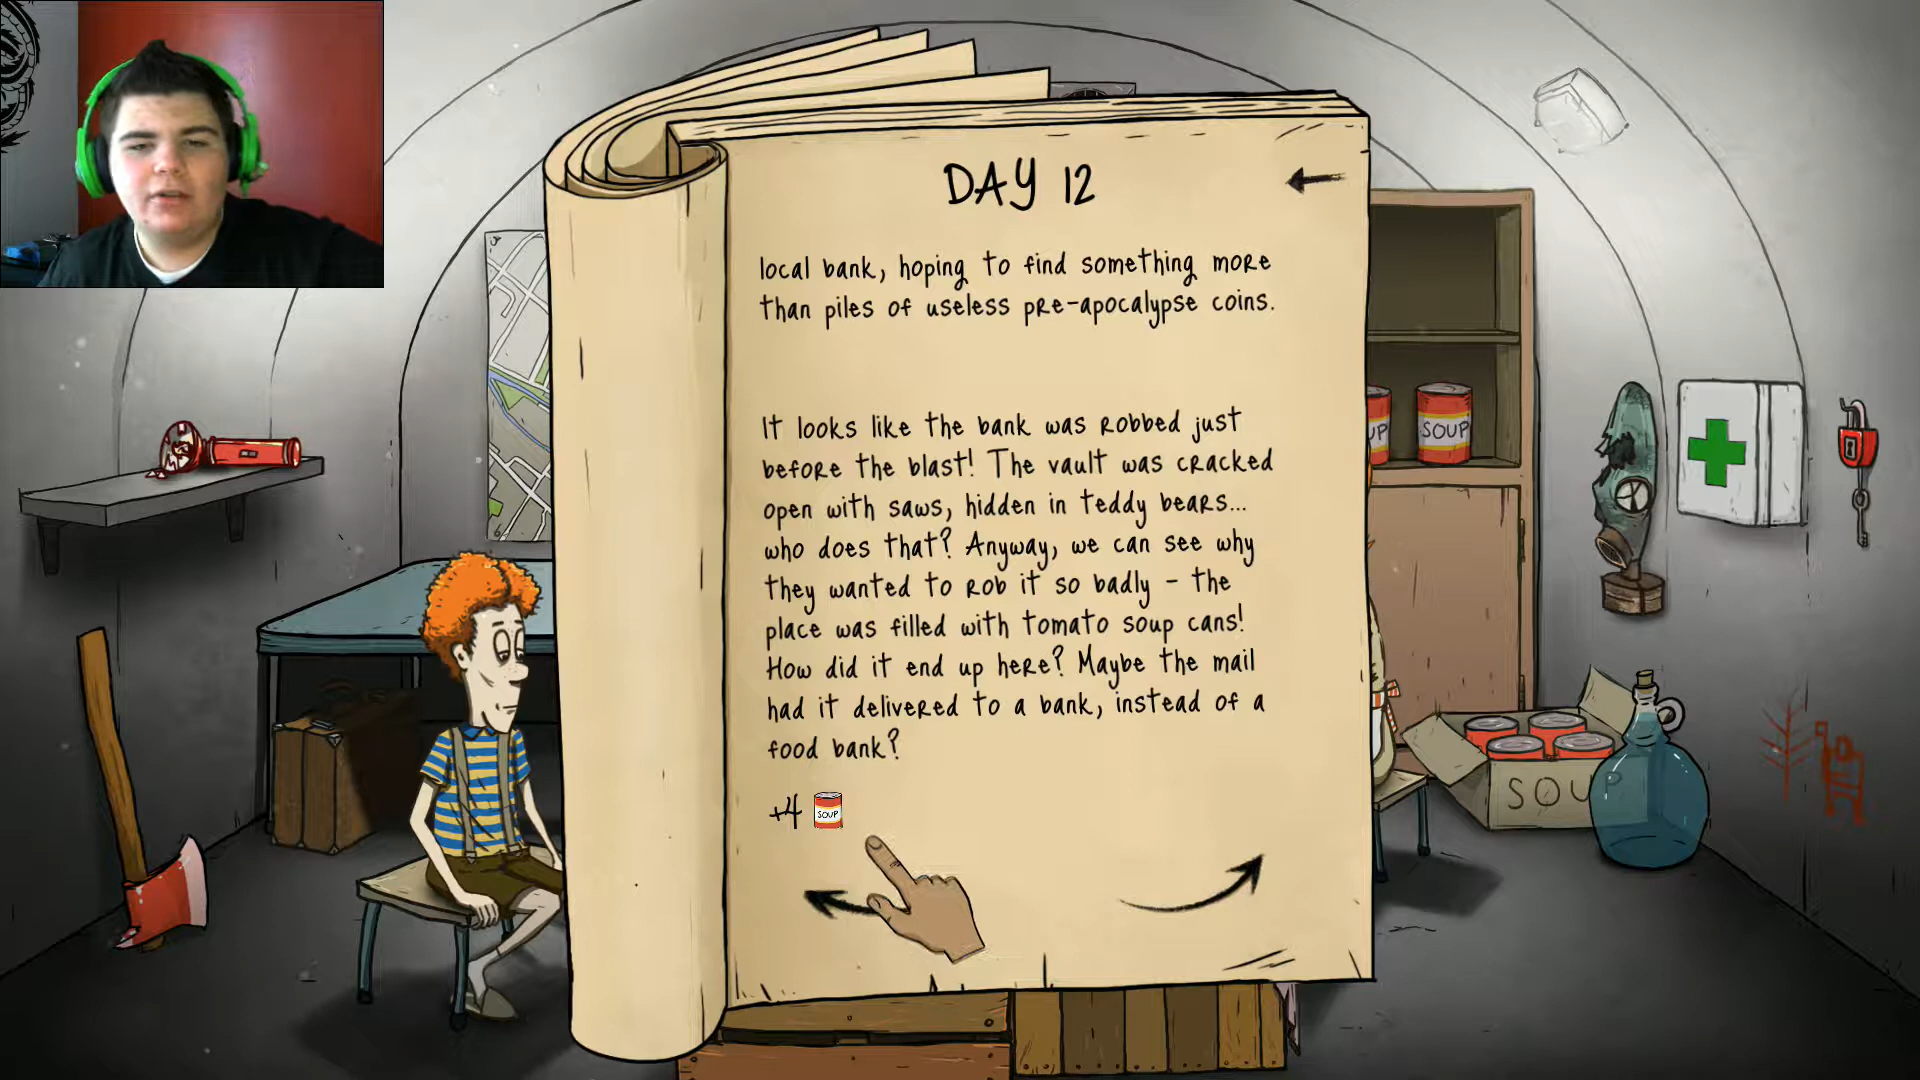 DAY 12
local bank, hoping to find something more
than piles of useless pre-apocalypse coins.
It looks like the bank was robbed just
before the blast! The vault was cracked
open with saws, hidden in teddy bears...
who does that? Anyway, we can see why
they wanted to rob it so badly - the
place was filled with tomato soup cans!
How did it end up here? Maybe the mail
had it delivered to a bank, instead of a
food bank?
+4 SOUP
UP
SOUP
SOU